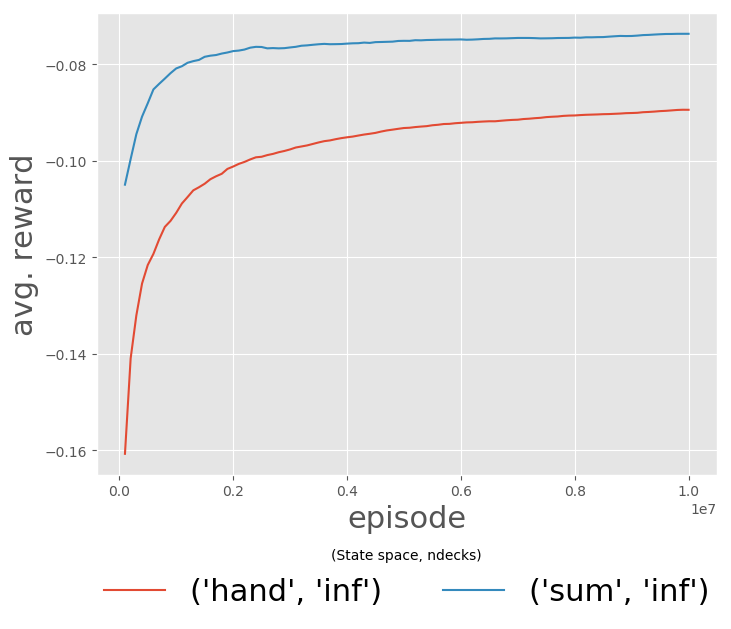 −0.08
−0.10
−0.12
−0.14
−0.16
avg. reward
0.0 0.2 0.4 0.6 0.8 1.0
1e7
episode
(State space, ndecks)
('hand', 'inf') ('sum', 'inf')